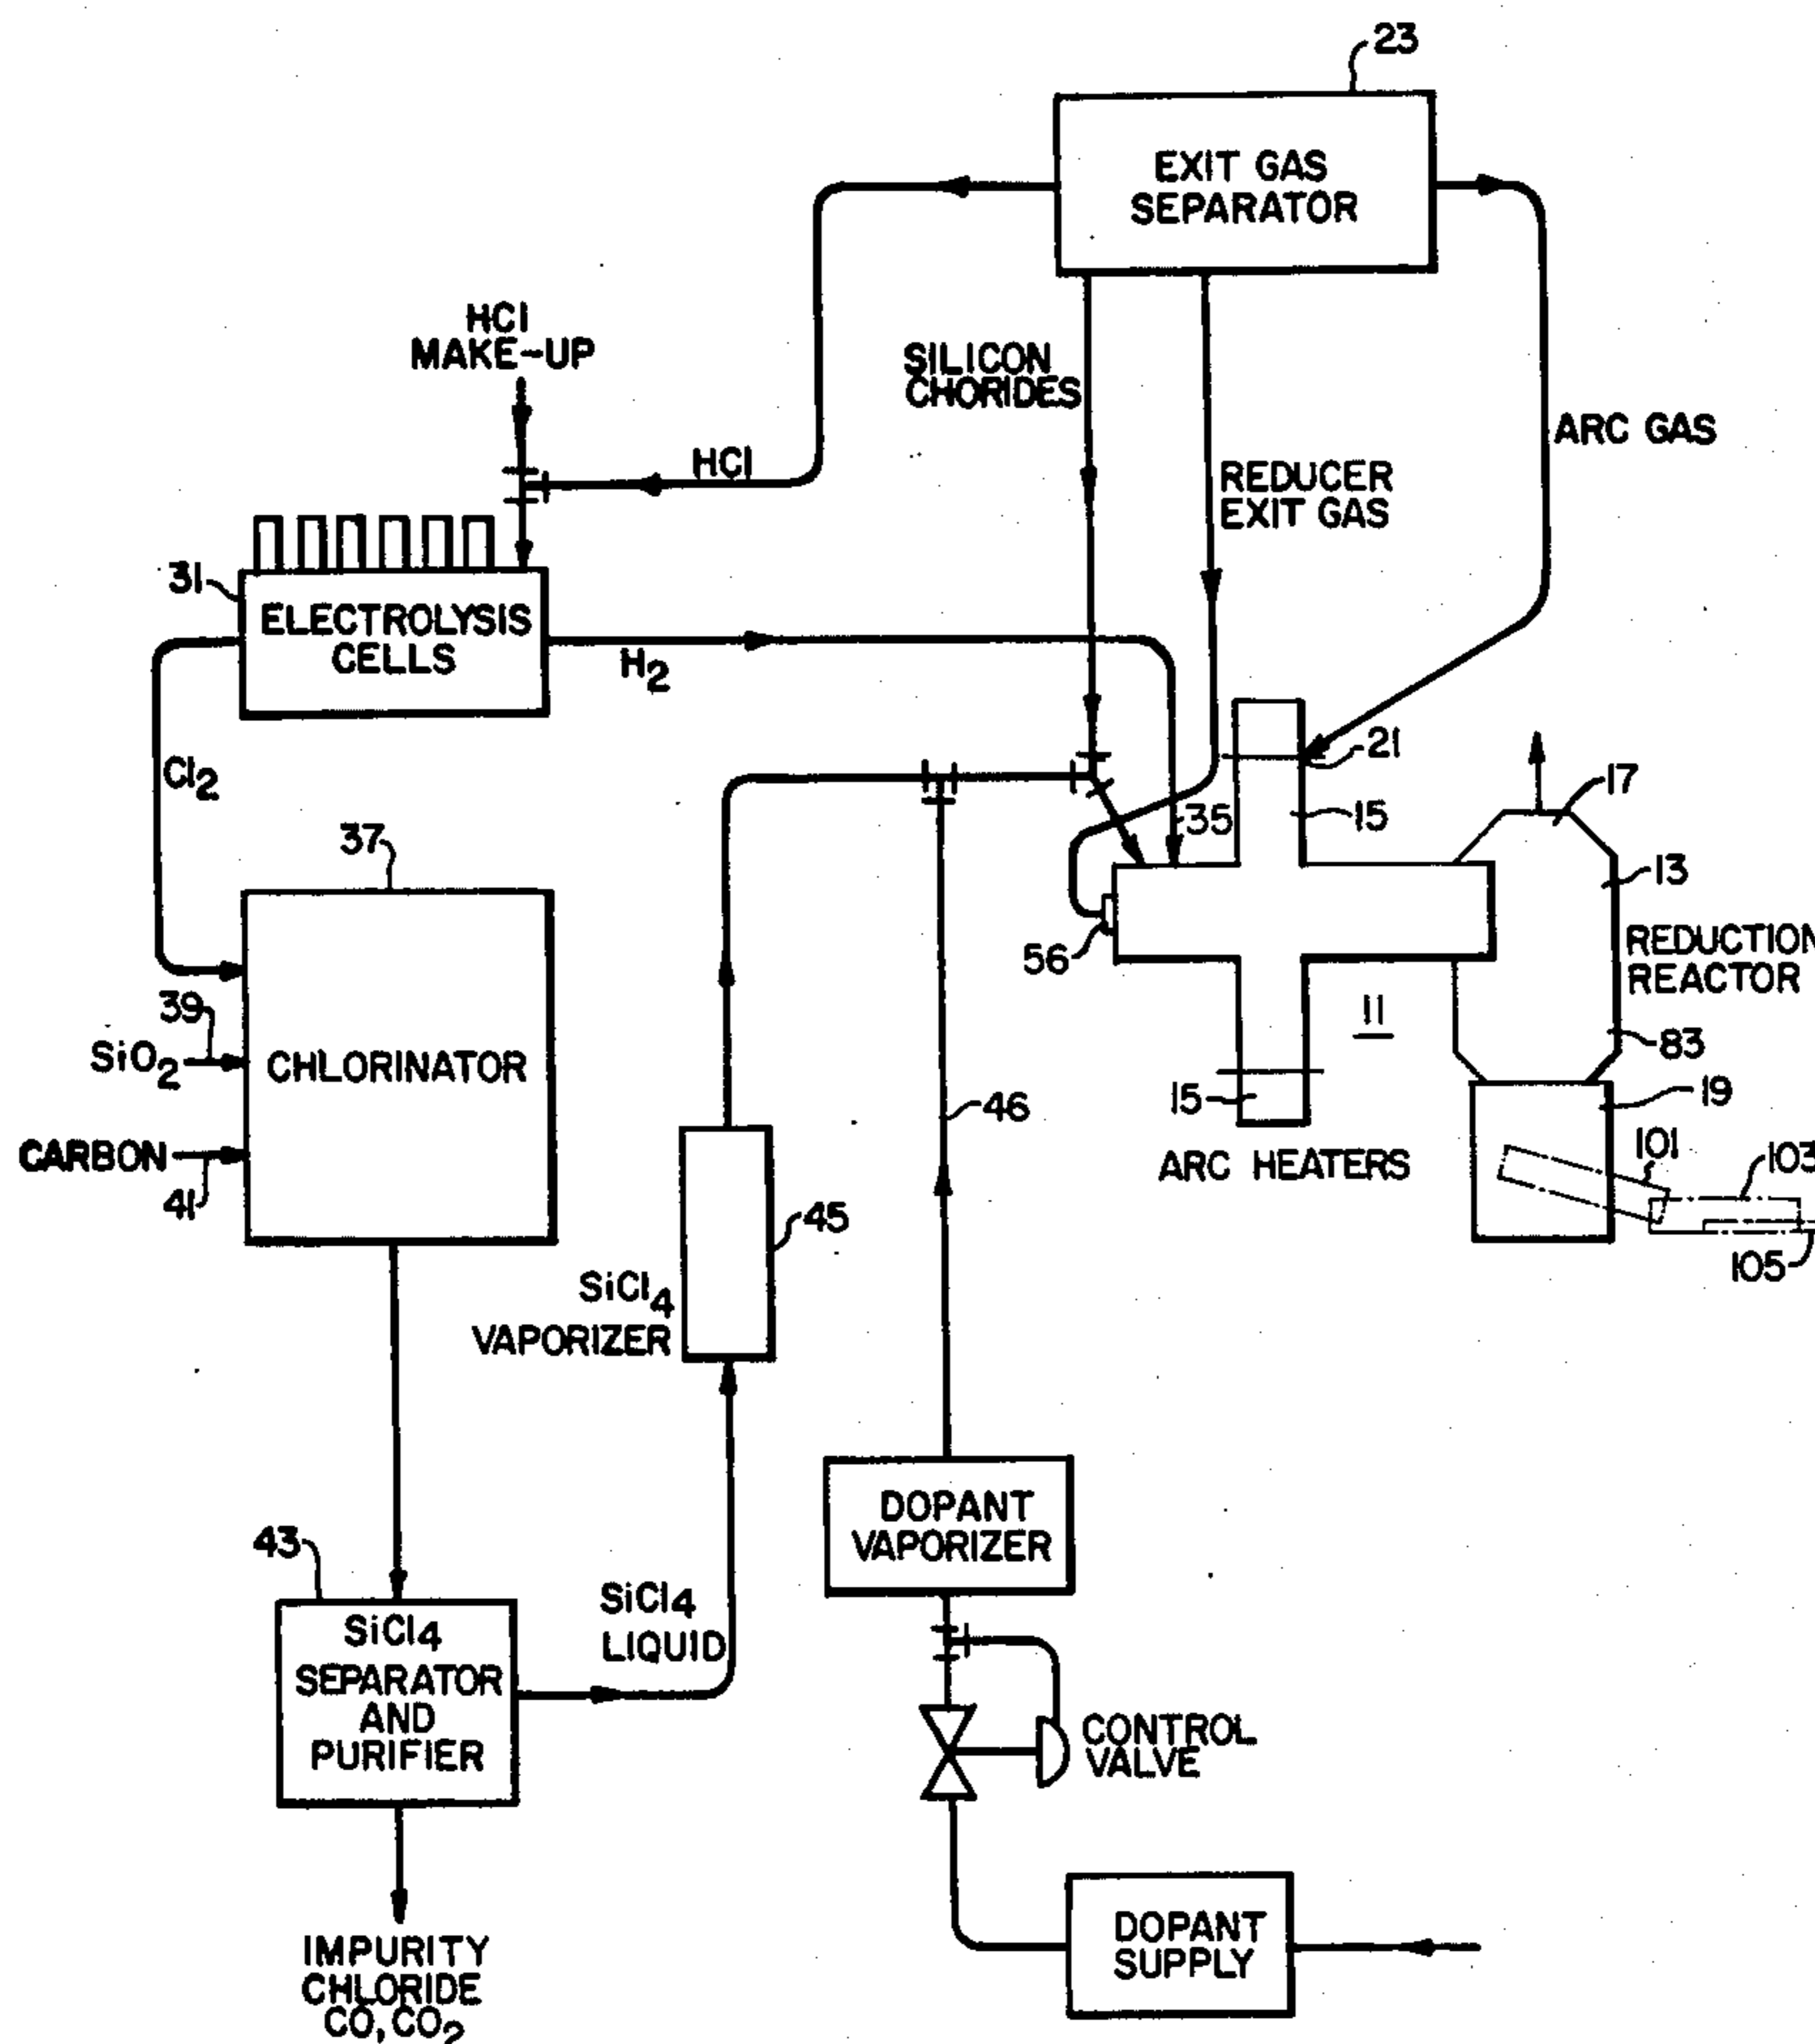 23
EXIT GAS
SEPARATOR
HCl
MAKE-UP
SILICON
CHORIDES
ARC GAS
HCl
REDUCER
EXIT GAS
31
ELECTROLYSIS
CELLS
H2
Cl2
21
17
35
15
37
13
56
REDUCTION
REACTOR
39
SiO2
CHLORINATOR
11
83
15
46
19
CARBON
41
ARC HEATERS
101
103
45
105
SiCl4
VAPORIZER
DOPANT
VAPORIZER
43
SiCl4
SEPARATOR
AND
PURIFIER
SiCl4
LIQUID
CONTROL
VALVE
DOPANT
SUPPLY
IMPURITY
CHLORIDE
CO, CO2